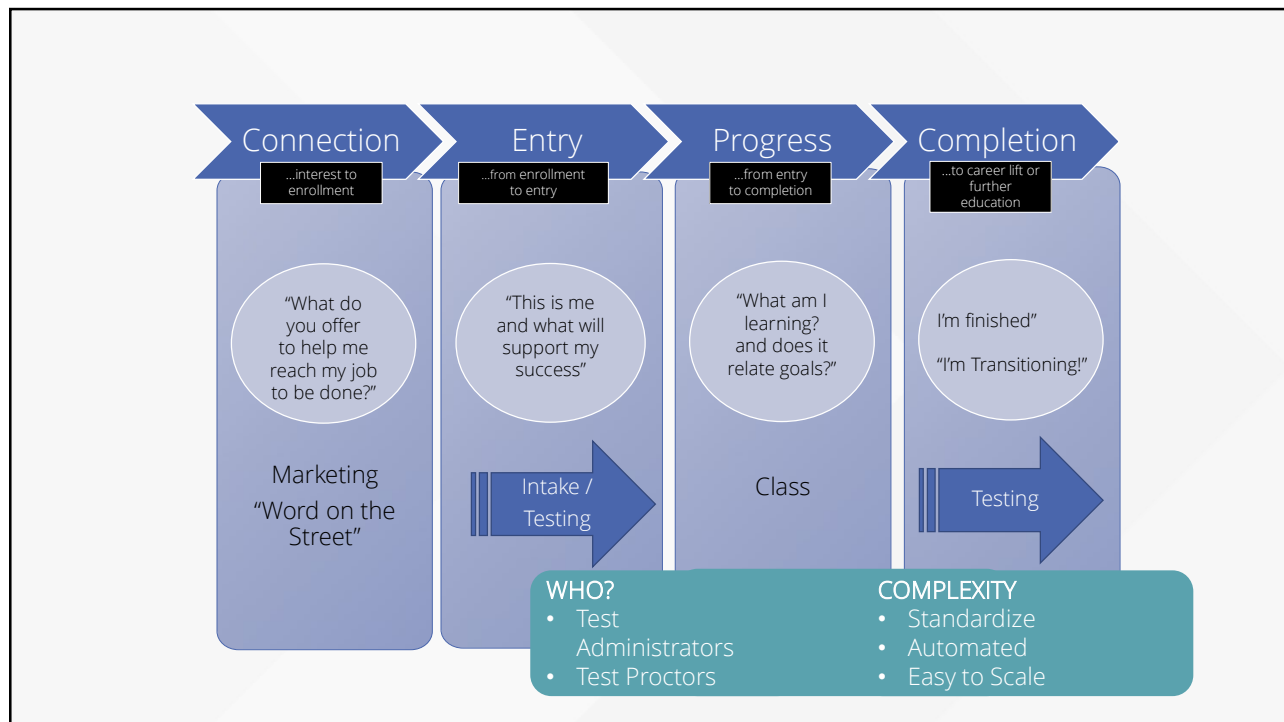 Connection
...interest to
enrollment
"What do
you offer
to help me
reach my job
to be done?"
Marketing
"Word on the
Street"
Entry
...from enrollment
to entry
"This is me
and what will
support my
success"
Intake /
Testing
Progress
...from entry
to completion
"What am I
learning?
and does it
relate goals?"
Class
Completion
...to career lift or
further
education
I'm finished"
"I'm Transitioning!"
Testing
WHO?
• Test
Administrators
• Test Proctors
COMPLEXITY
• Standardize
• Automated
• Easy to Scale